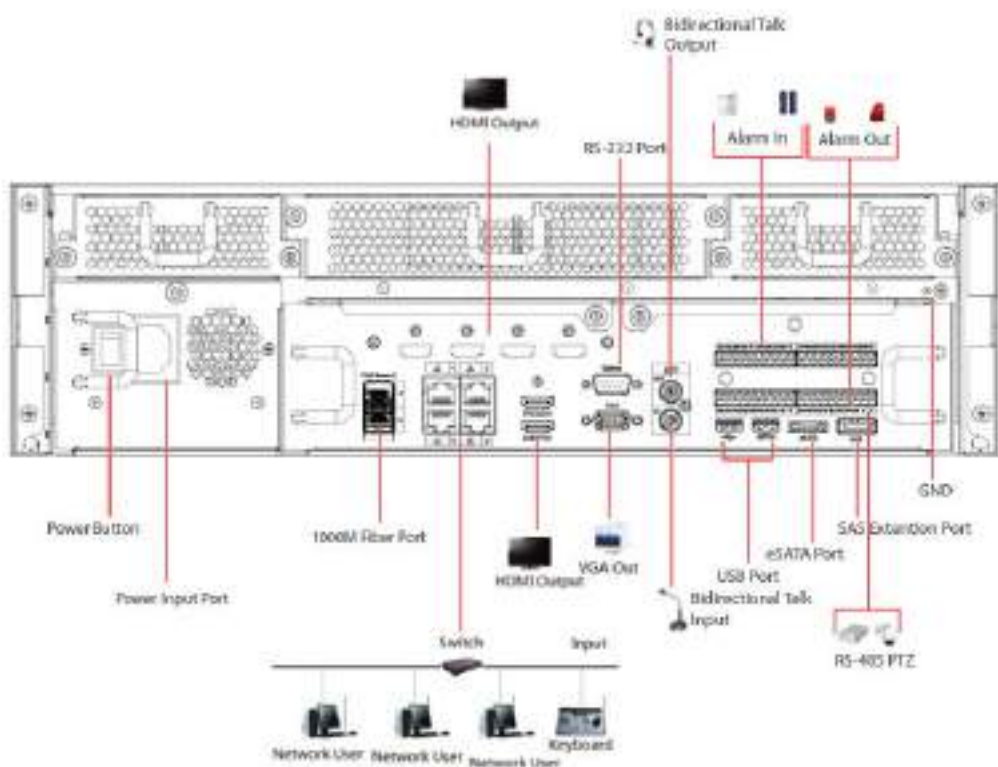 Bidirectional Talk
Output
HDMI Output
RS-232 Port
Alarm In
Alarm Out
GND
Power Button
1000M Fiber Port
SAS Extantion Port
eSATA Port
HDMI Output
VGA Out
USB Port
Power Input Port
Bidirectional Talk
Input
RS-485 PTZ
Switch
Input
Network User
Network User
Network User
Keyboard